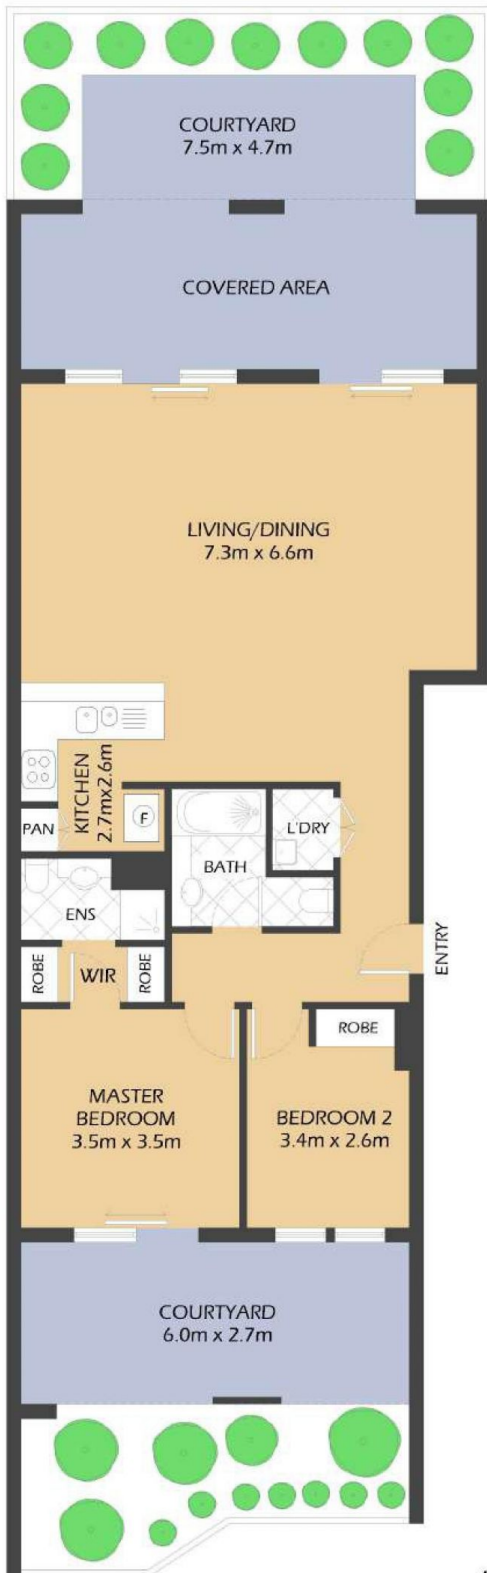 COURTYARD
7.5m x 4.7m
COVERED AREA
LIVING/DINING
7.3m x 6.6m
KITCHEN
2.7mx2.6m
PAN
F
L'DRY
BATH
ENS
ENTRY
ROBE
WIR
ROBE
ROBE
MASTER
BEDROOM
3.5m x 3.5m
BEDROOM 2
3.4m x 2.6m
COURTYARD
6.0m x 2.7m